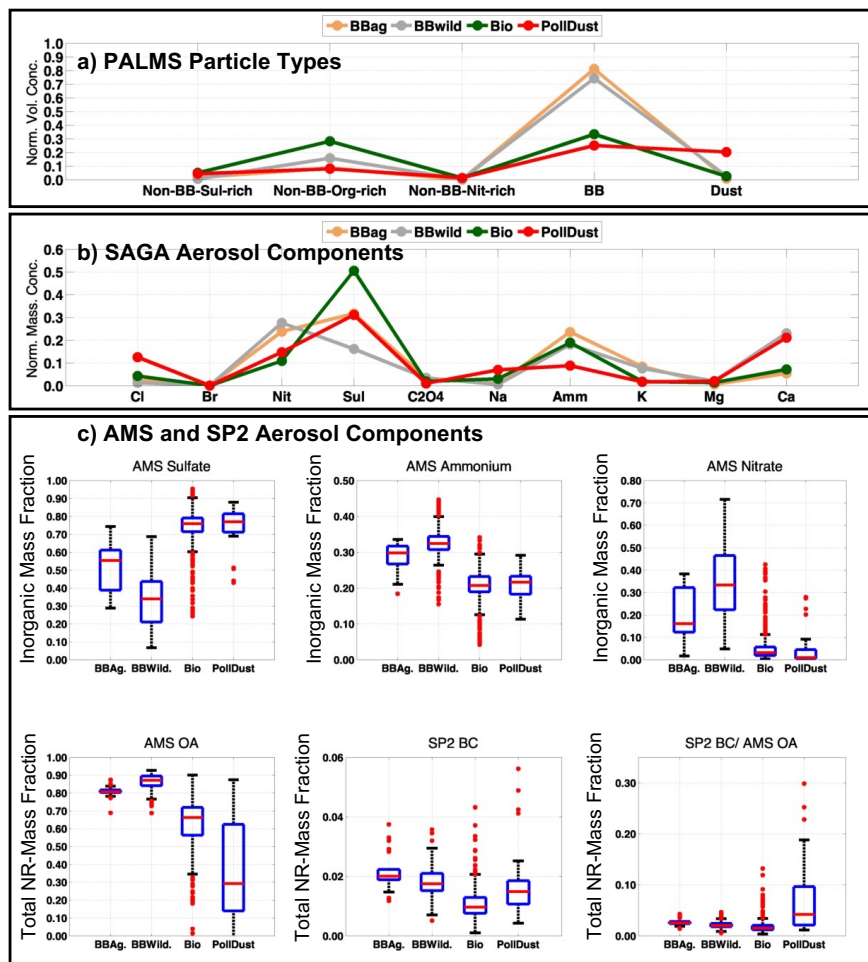 BBag BBwild Bio PollDust
a) PALMS Particle Types
Norm. Vol. Conc.
1.0
0.9
0.8
0.7
0.6
0.5
0.4
0.3
0.2
0.1
0.0
Non-BB-Sul-rich Non-BB-Org-rich Non-BB-Nit-rich BB Dust
BBag BBwild Bio PollDust
b) SAGA Aerosol Components
Norm. Mass. Conc.
0.6
0.5
0.4
0.3
0.2
0.1
0.0
Cl Br Nit Sul C2O4 Na Amm K Mg Ca
c) AMS and SP2 Aerosol Components
AMS Sulfate
Inorganic Mass Fraction
1.00
0.90
0.80
0.70
0.60
0.50
0.40
0.30
0.20
0.10
0.00
BBAg. BBWild. Bio PollDust
AMS Ammonium
Inorganic Mass Fraction
0.50
0.40
0.30
0.20
0.10
0.00
BBAg. BBWild. Bio PollDust
AMS Nitrate
Inorganic Mass Fraction
0.80
0.70
0.60
0.50
0.40
0.30
0.20
0.10
0.00
BBAg. BBWild. Bio PollDust
AMS OA
Total NR-Mass Fraction
1.00
0.90
0.80
0.70
0.60
0.50
0.40
0.30
0.20
0.10
0.00
BBAg. BBWild. Bio PollDust
SP2 BC
Total NR-Mass Fraction
0.06
0.04
0.02
0.00
BBAg. BBWild. Bio PollDust
SP2 BC/ AMS OA
Total NR-Mass Fraction
0.30
0.20
0.10
0.00
BBAg. BBWild. Bio PollDust